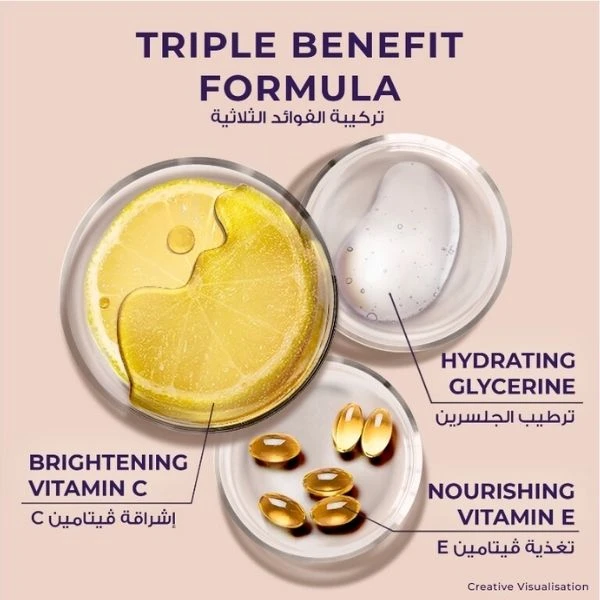 TRIPLE BENEFIT
FORMULA
تركيبة الفوائد الثلاثية
HYDRATING
GLYCERINE
ترطيب الجلسرين
BRIGHTENING
VITAMIN C
إشراقة ڤيتامين C
NOURISHING
VITAMIN E
تغذية ڤيتامين E
Creative Visualisation